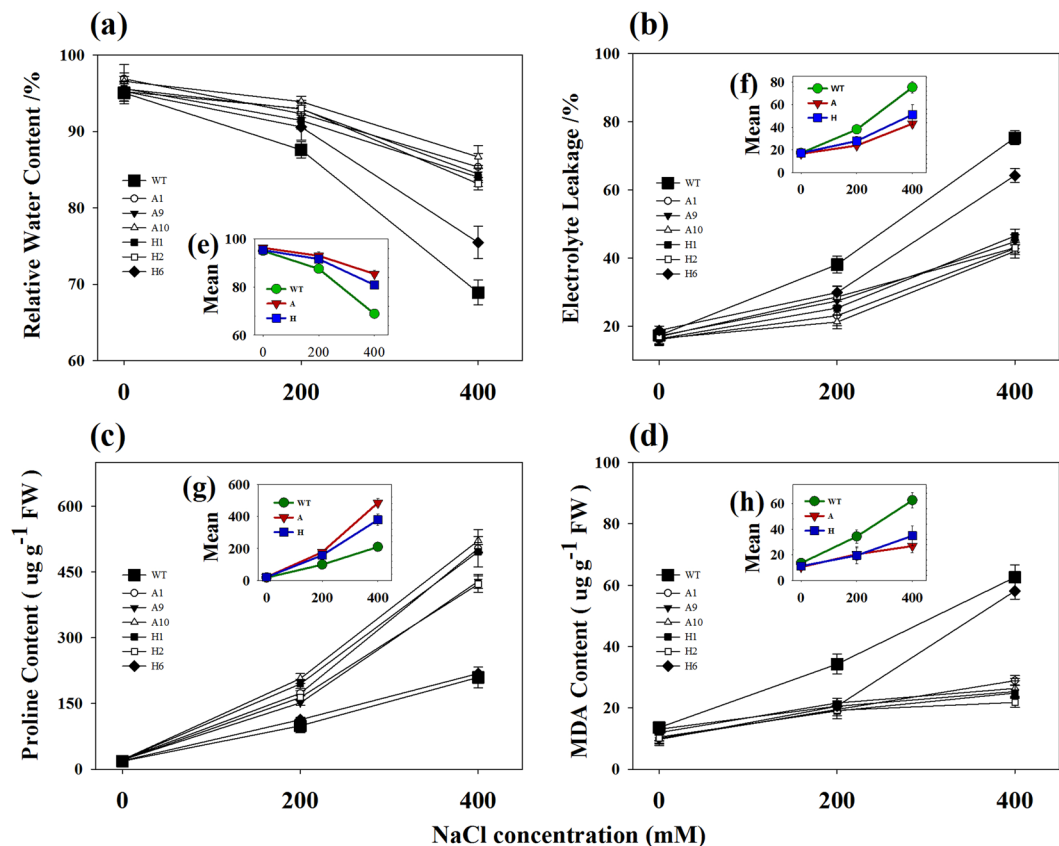 (a)
Relative Water Content /%
100
90
80
70
60
WT
A1
A9
A10
H1
H2
H6
(e)
Mean
100
80
60
WT
A
H
0 200 400
0 200 400
(b)
Electrolyte Leakage /%
100
80
60
40
20
WT
A1
A9
A10
H1
H2
H6
(f)
Mean
80
60
40
20
0
WT
A
H
0 200 400
0 200 400
(c)
Proline Content ( ug g-1 FW )
600
450
300
150
0
WT
A1
A9
A10
H1
H2
H6
(g)
Mean
600
400
200
0
WT
A
H
0 200 400
0 200 400
(d)
MDA Content ( ug g-1 FW )
100
80
60
40
20
0
WT
A1
A9
A10
H1
H2
H6
(h)
Mean
60
40
20
0
WT
A
H
0 200 400
0 200 400
NaCl concentration (mM)